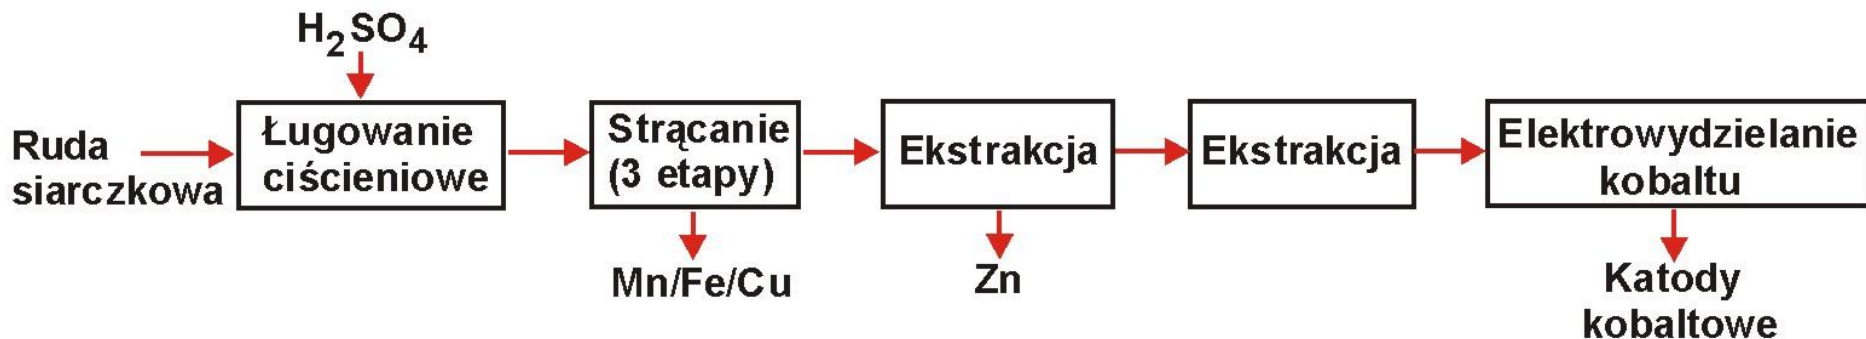 H₂SO₄
Ruda
siarczkowa
Ługowanie
ciścieniowe
Strącanie
(3 etapy)
Ekstrakcja
Ekstrakcja
Elektrowydzielanie
kobaltu
Mn/Fe/Cu
Zn
Katody
kobaltowe